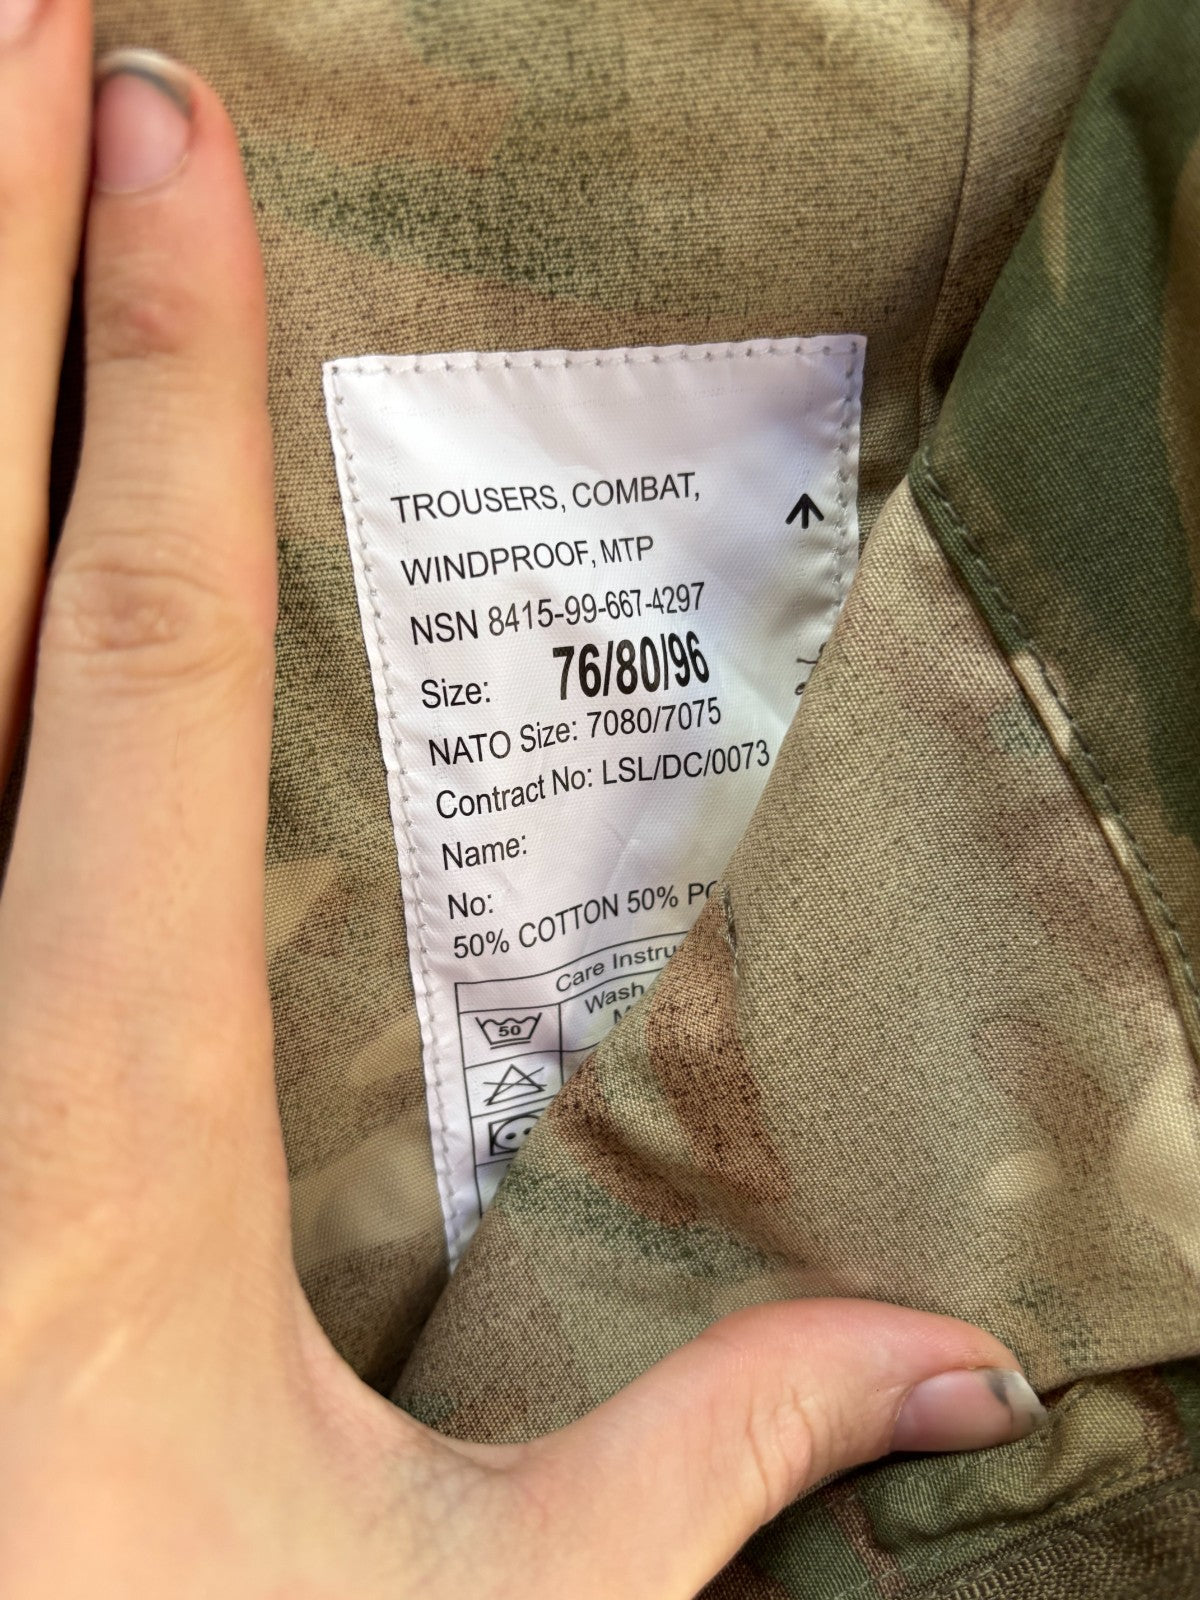 TROUSERS, COMBAT,
WINDPROOF, MTP
NSN 8415-99-667-4297
Size: 76/80/96
NATO Size: 7080/7075
Contract No: LSL/DC/0073
Name:
No:
50% COTTON 50%
Care
Wash
50